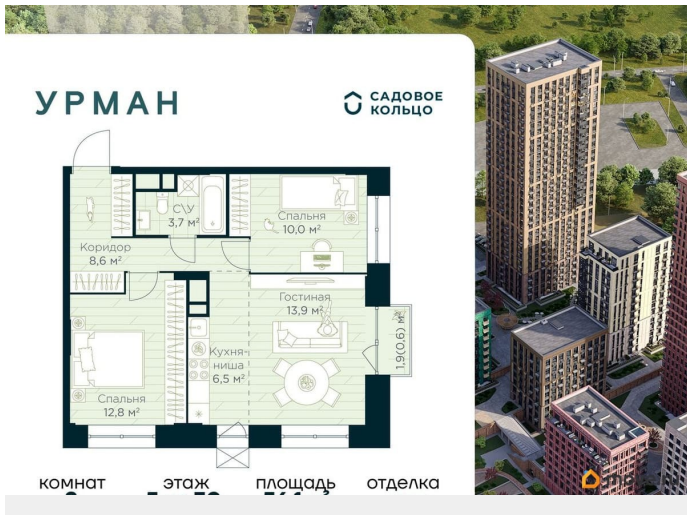 УРМАН
САДОВОЕ
КОЛЬЦО
С\У
3,7 м²
Спальня
10,0 м²
Коридор
8,6 м²
Гостиная
13,9 м²
1,9(0,6) м²
Кухня-
ниша
6,5 м²
Спальня
12,8 м²
комнат этаж площадь отделка